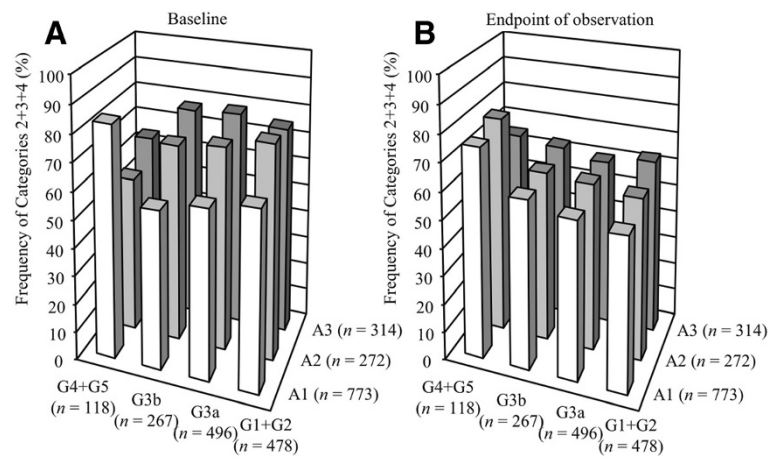 A
Baseline
Frequency of Categories 2+3+4 (%)
100
90
80
70
60
50
40
30
20
10
0
G4+G5
(n = 118)
G3b
(n = 267)
G3a
(n = 496)
G1+G2
(n = 478)
A3 (n = 314)
A2 (n = 272)
A1 (n = 773)
B
Endpoint of observation
Frequency of Categories 2+3+4 (%)
100
90
80
70
60
50
40
30
20
10
0
G4+G5
(n = 118)
G3b
(n = 267)
G3a
(n = 496)
G1+G2
(n = 478)
A3 (n = 314)
A2 (n = 272)
A1 (n = 773)